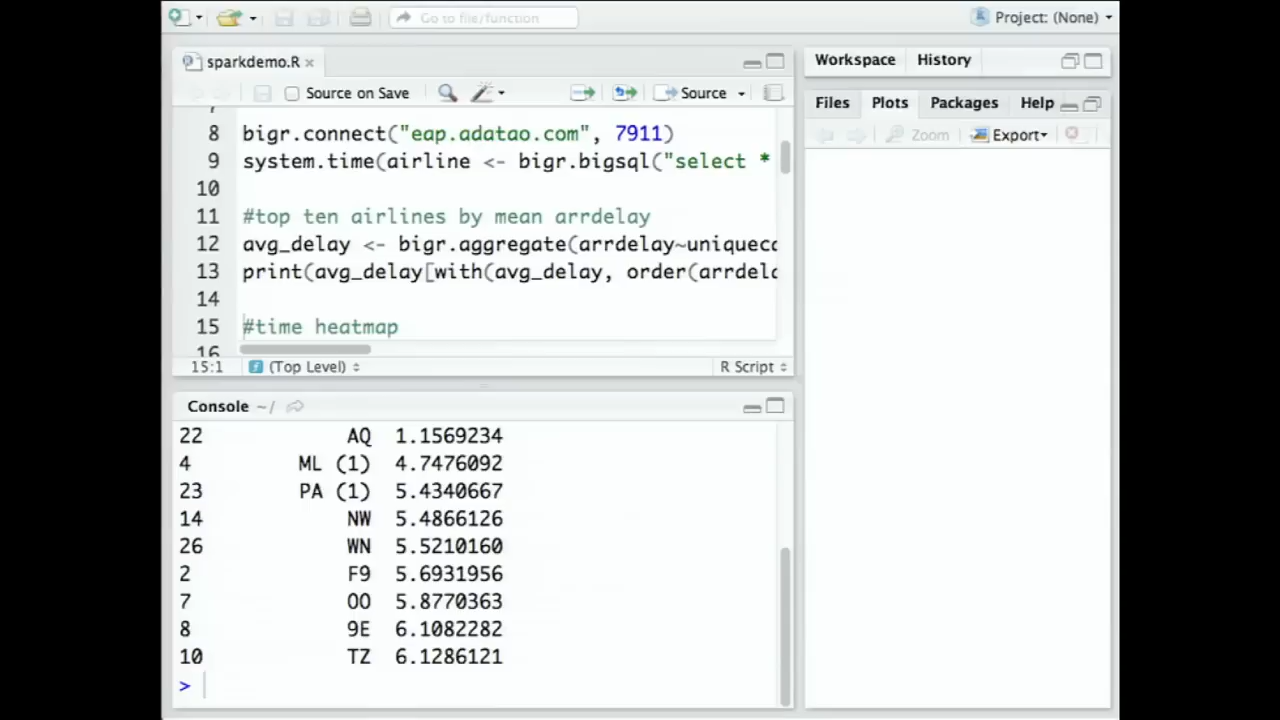 Go to file/function
Project: (None)
sparkdemo.R
Source on Save
Source
8 bigr.connect("eap.adatao.com", 7911)
9 system.time(airline <- bigr.bigsql("select *
10
11 #top ten airlines by mean arrdelay
12 avg_delay <- bigr.aggregate(arrdelay~uniquec
13 print(avg_delay[with(avg_delay, order(arrdela
14
15 #time heatmap
16
15:1 (Top Level) R Script
Console ~/
22 AQ 1.1569234
4 ML (1) 4.7476092
23 PA (1) 5.4340667
14 NW 5.4866126
26 WN 5.5210160
2 F9 5.6931956
7 OO 5.8770363
8 9E 6.1082282
10 TZ 6.1286121
>
Workspace History
Files Plots Packages Help
Zoom Export